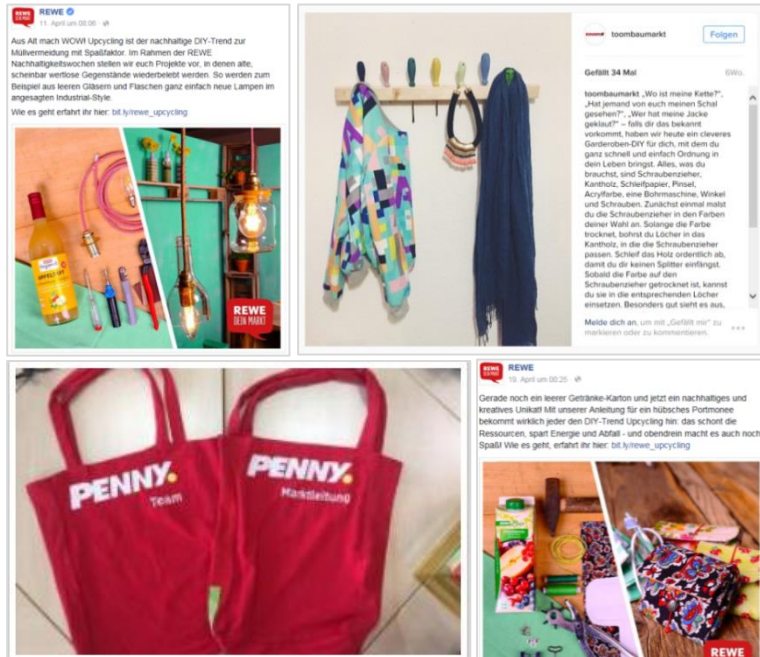 REWE
11. April um 08:06
Aus Alt mach WOW! Upcycling ist der nachhaltige DIY-Trend zur
Müllvermeidung mit Spaßfaktor. Im Rahmen der REWE
Nachhaltigkeitswochen stellen wir euch Projekte vor, in denen alte,
scheinbar wertlose Gegenstände wiederbelebt werden. So werden zum
Beispiel aus leeren Gläsern und Flaschen ganz einfach neue Lampen im
angesagten Industrial-Style.
Wie es geht erfahrt ihr hier: bit.ly/rewe_upcycling
REWE
DEIN MARKT
toombaumarkt
Folgen
Gefällt 34 Mal
6Wo.
toombaumarkt „Wo ist meine Kette?",
„Hat jemand von euch meinen Schal
gesehen?", „Wer hat meine Jacke
geklaut?" – falls dir das bekannt
vorkommt, haben wir heute ein cleveres
Garderoben-DIY für dich, mit dem du
ganz schnell und einfach Ordnung in
dein Leben bringst. Alles, was du
brauchst, sind Schraubenzieher,
Kantholz, Schleifpapier, Pinsel,
Acrylfarbe, eine Bohrmaschine, Winkel
und Schrauben. Zunächst einmal malst
du die Schraubenzieher in den Farben
deiner Wahl an. Solange die Farbe
trocknet, bohrst du Löcher in das
Kantholz, in die die Schraubenzieher
passen. Schleif das Holz ordentlich ab,
damit du dir keinen Splitter einfängst.
Sobald die Farbe auf den
Schraubenzieher getrocknet ist, kannst
du sie in die entsprechenden Löcher
einsetzen. Besonders gut sieht es aus,
Melde dich an, um mit „Gefällt mir" zu
markieren oder zu kommentieren.
PENNY.
Team
PENNY.
Marktleitung
REWE
19. April um 08:25
Gerade noch ein leerer Getränke-Karton und jetzt ein nachhaltiges und
kreatives Unikat! Mit unserer Anleitung für ein hübsches Portmonee
bekommt wirklich jeder den DIY-Trend Upcycling hin: das schont die
Ressourcen, spart Energie und Abfall - und obendrein macht es auch noch
Spaß! Wie es geht, erfahrt ihr hier: bit.ly/rewe_upcycling
REWE